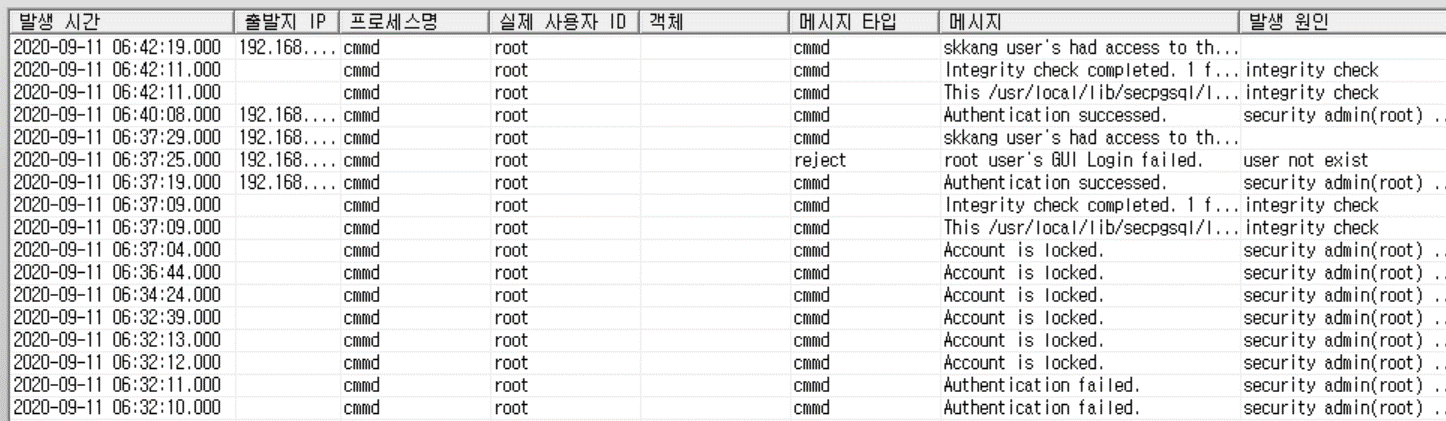 발생 시간 출발지 IP 프로세스명 실제 사용자 ID 객체 메시지 타입 메시지 발생 원인
2020-09-11 06:42:19.000 192.168.... cmmd root cmmd skkang user's had access to th...
2020-09-11 06:42:11.000 cmmd root cmmd Integrity check completed. 1 f... integrity check
2020-09-11 06:42:11.000 cmmd root cmmd This /usr/local/lib/secpgsql/l... integrity check
2020-09-11 06:40:08.000 192.168.... cmmd root cmmd Authentication successed. security admin(root) ..
2020-09-11 06:37:29.000 192.168.... cmmd root cmmd skkang user's had access to th...
2020-09-11 06:37:25.000 192.168.... cmmd root reject root user's GUI Login failed. user not exist
2020-09-11 06:37:19.000 192.168.... cmmd root cmmd Authentication successed. security admin(root) ..
2020-09-11 06:37:09.000 cmmd root cmmd Integrity check completed. 1 f... integrity check
2020-09-11 06:37:09.000 cmmd root cmmd This /usr/local/lib/secpgsql/l... integrity check
2020-09-11 06:37:04.000 cmmd root cmmd Account is locked. security admin(root) ..
2020-09-11 06:36:44.000 cmmd root cmmd Account is locked. security admin(root) ..
2020-09-11 06:34:24.000 cmmd root cmmd Account is locked. security admin(root) ..
2020-09-11 06:32:39.000 cmmd root cmmd Account is locked. security admin(root) ..
2020-09-11 06:32:13.000 cmmd root cmmd Account is locked. security admin(root) ..
2020-09-11 06:32:12.000 cmmd root cmmd Account is locked. security admin(root) ..
2020-09-11 06:32:11.000 cmmd root cmmd Authentication failed. security admin(root) ..
2020-09-11 06:32:10.000 cmmd root cmmd Authentication failed. security admin(root) ..